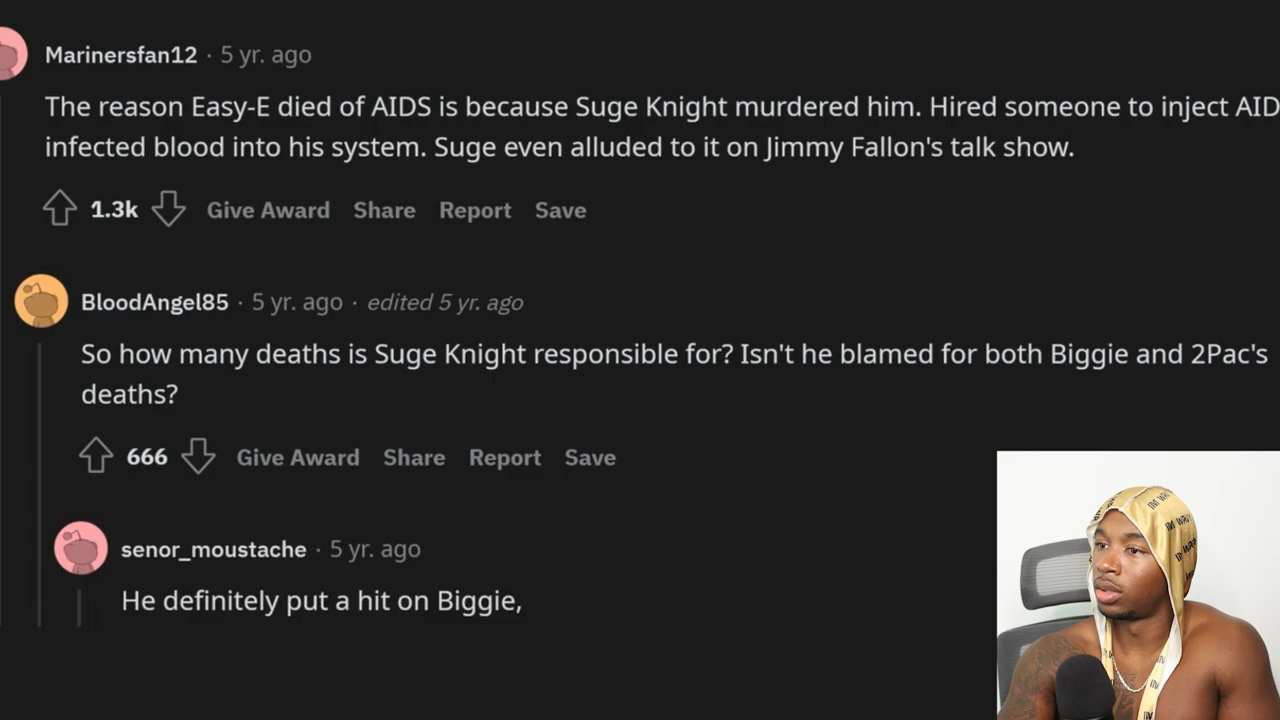 Marinersfan12 · 5 yr. ago
The reason Easy-E died of AIDS is because Suge Knight murdered him. Hired someone to inject AID
infected blood into his system. Suge even alluded to it on Jimmy Fallon's talk show.
1.3k Give Award Share Report Save
BloodAngel85 · 5 yr. ago · edited 5 yr. ago
So how many deaths is Suge Knight responsible for? Isn't he blamed for both Biggie and 2Pac's
deaths?
666 Give Award Share Report Save
senor_moustache · 5 yr. ago
He definitely put a hit on Biggie,